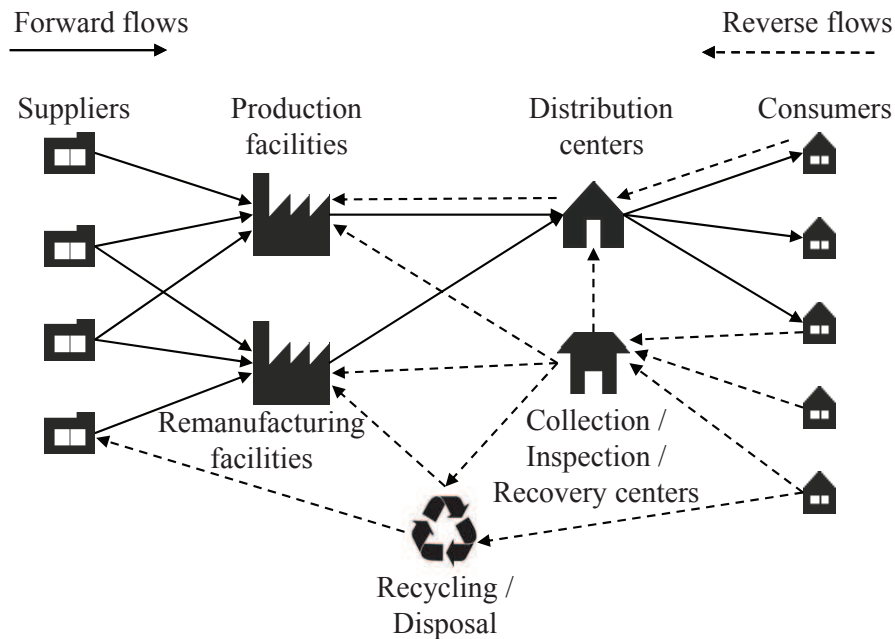 Forward flows
Reverse flows
Suppliers
Production
facilities
Distribution
centers
Consumers
Remanufacturing
facilities
Collection /
Inspection /
Recovery centers
Recycling /
Disposal